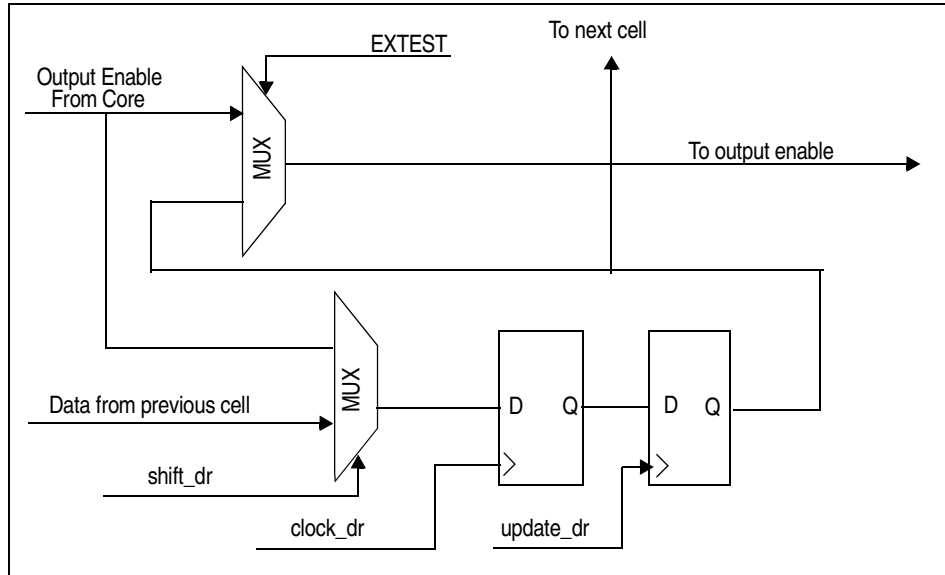 To next cell
EXTEST
Output Enable
From Core
MUX
To output enable
MUX
Data from previous cell
D
Q
D
Q
shift_dr
clock_dr
update_dr